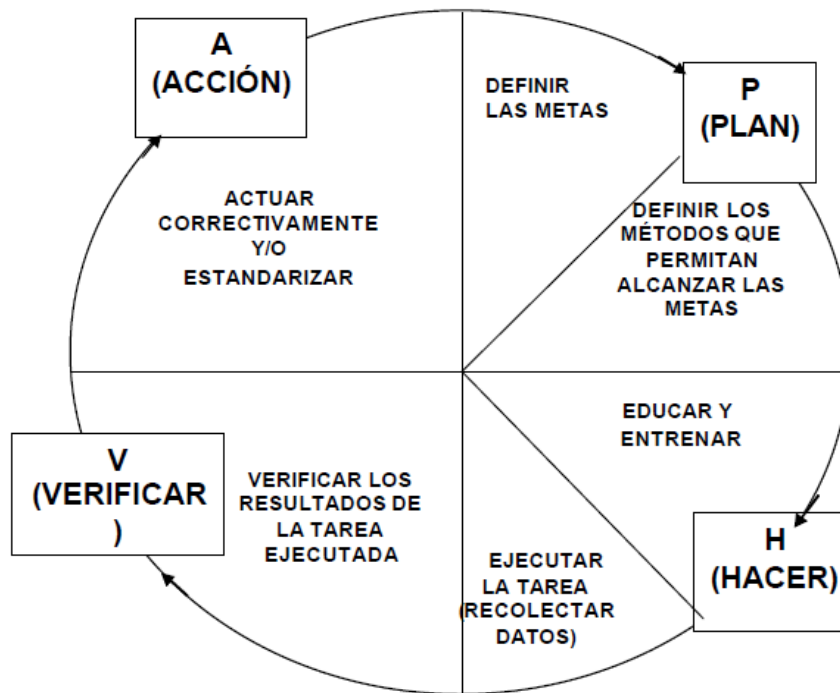 A
(ACCIÓN)
DEFINIR
LAS METAS
P
(PLAN)
ACTUAR
CORRECTIVAMENTE
Y/O
ESTANDARIZAR
DEFINIR LOS
MÉTODOS QUE
PERMITAN
ALCANZAR LAS
METAS
EDUCAR Y
ENTRENAR
V
(VERIFICAR
)
VERIFICAR LOS
RESULTADOS DE
LA TAREA
EJECUTADA
EJECUTAR
LA TAREA
(RECOLECTAR
DATOS)
H
(HACER)